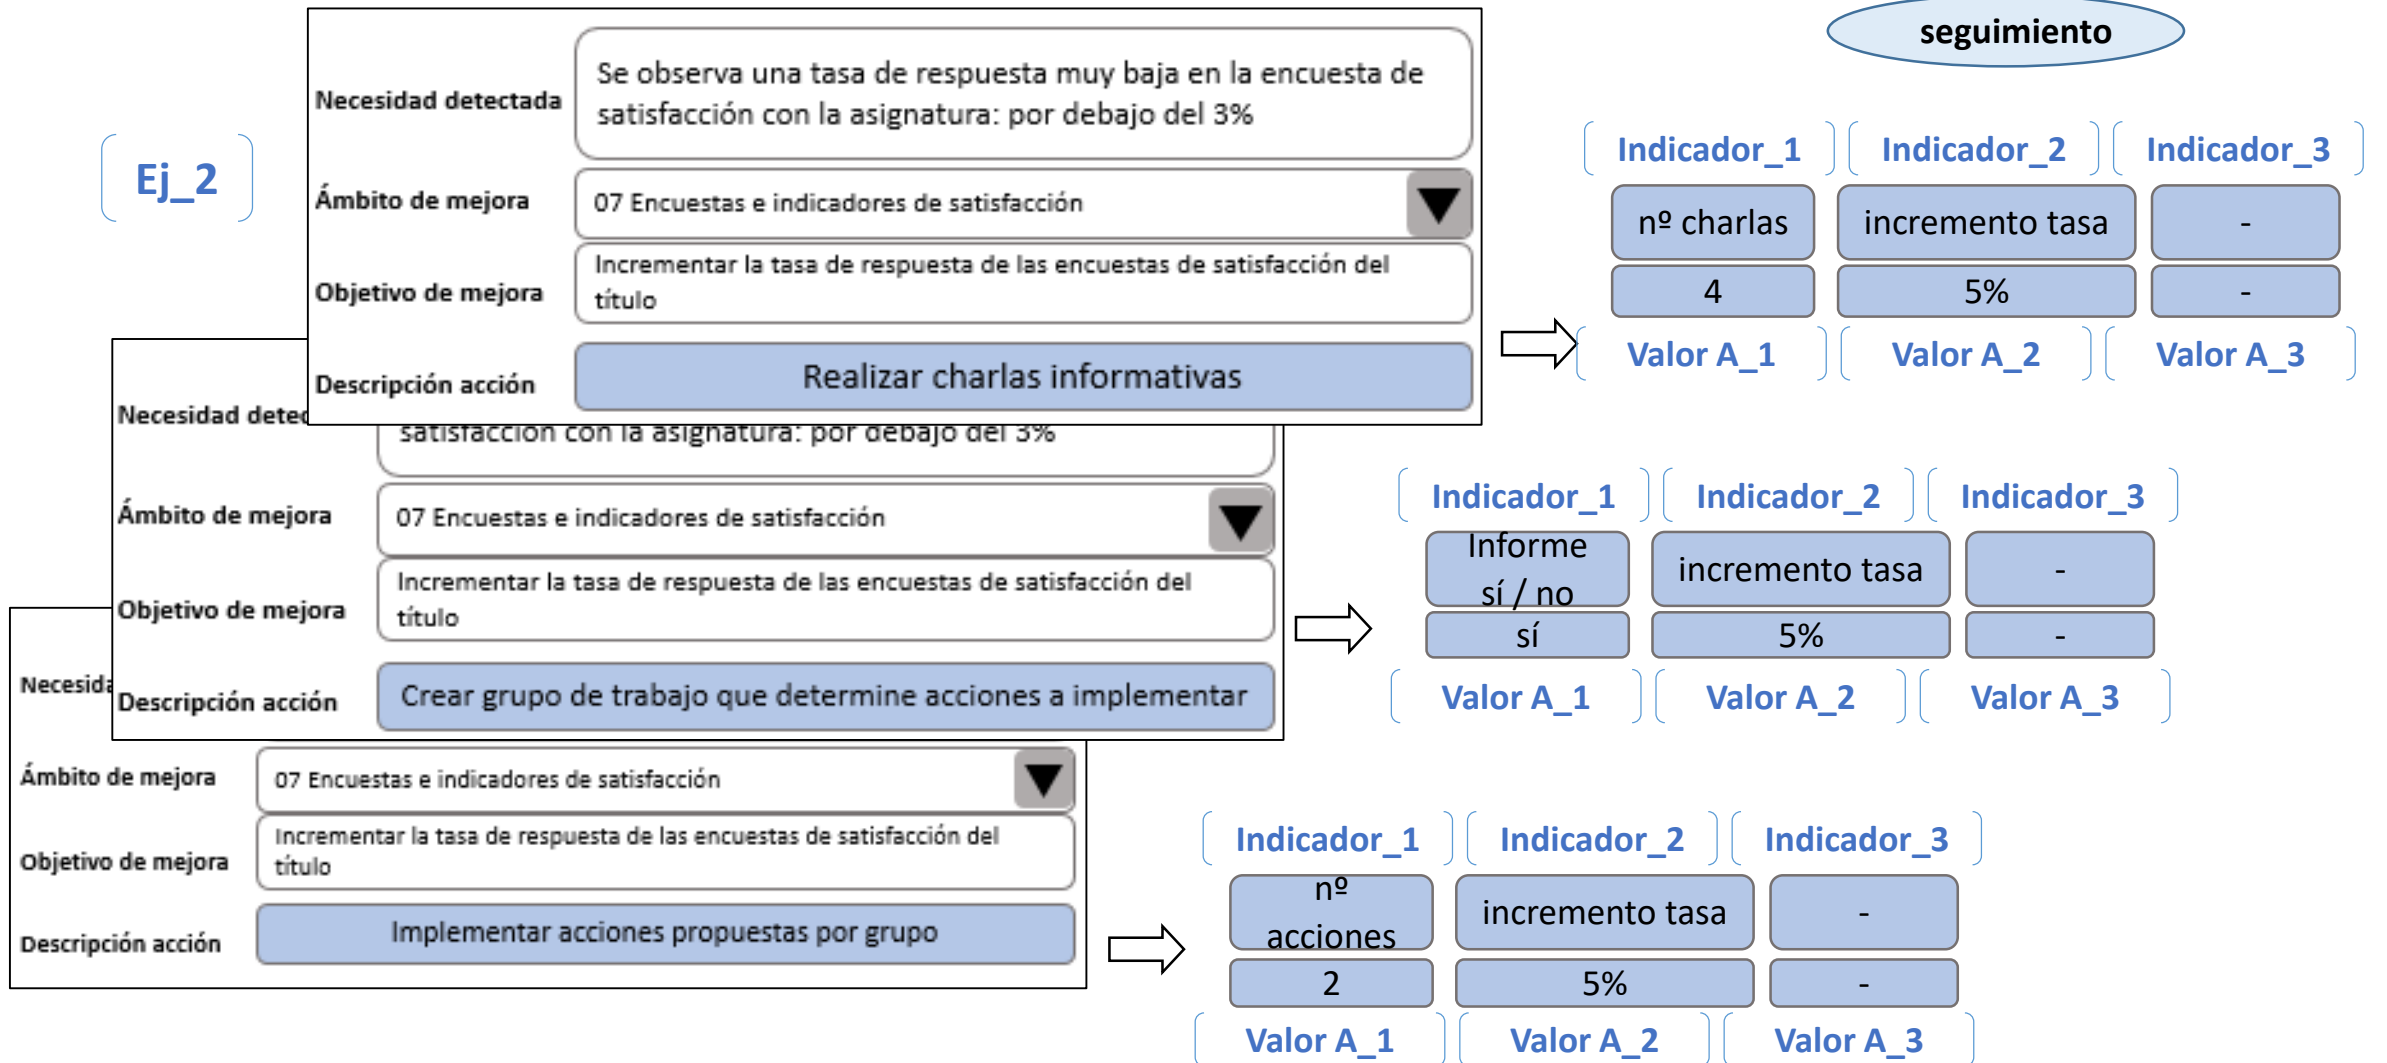 seguimiento
Ej_2
Necesidad detectada
Se observa una tasa de respuesta muy baja en la encuesta de
satisfacción con la asignatura: por debajo del 3%
Ámbito de mejora
07 Encuestas e indicadores de satisfacción
Objetivo de mejora
Incrementar la tasa de respuesta de las encuestas de satisfacción del
título
Descripción acción
Realizar charlas informativas
Indicador_1 Indicador_2 Indicador_3
nº charlas incremento tasa -
4 5% -
Valor A_1 Valor A_2 Valor A_3
Necesidad detec
satisfacción con la asignatura: por debajo del 3%
Ámbito de mejora
07 Encuestas e indicadores de satisfacción
Objetivo de mejora
Incrementar la tasa de respuesta de las encuestas de satisfacción del
título
Descripción acción
Crear grupo de trabajo que determine acciones a implementar
Indicador_1 Indicador_2 Indicador_3
Informe
sí / no
incremento tasa -
sí 5% -
Valor A_1 Valor A_2 Valor A_3
Necesida
Ámbito de mejora
07 Encuestas e indicadores de satisfacción
Objetivo de mejora
Incrementar la tasa de respuesta de las encuestas de satisfacción del
título
Descripción acción
Implementar acciones propuestas por grupo
Indicador_1 Indicador_2 Indicador_3
nº
acciones
incremento tasa -
2 5% -
Valor A_1 Valor A_2 Valor A_3